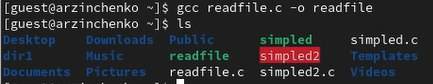 [guest@arzinchenko ~]$ gcc readfile.c -o readfile
[guest@arzinchenko ~]$ ls
Desktop Downloads Public simpled simpled.c Videos
dir1 Music readfile simpled2 Templates
Documents Pictures readfile.c simpled2.c Videos